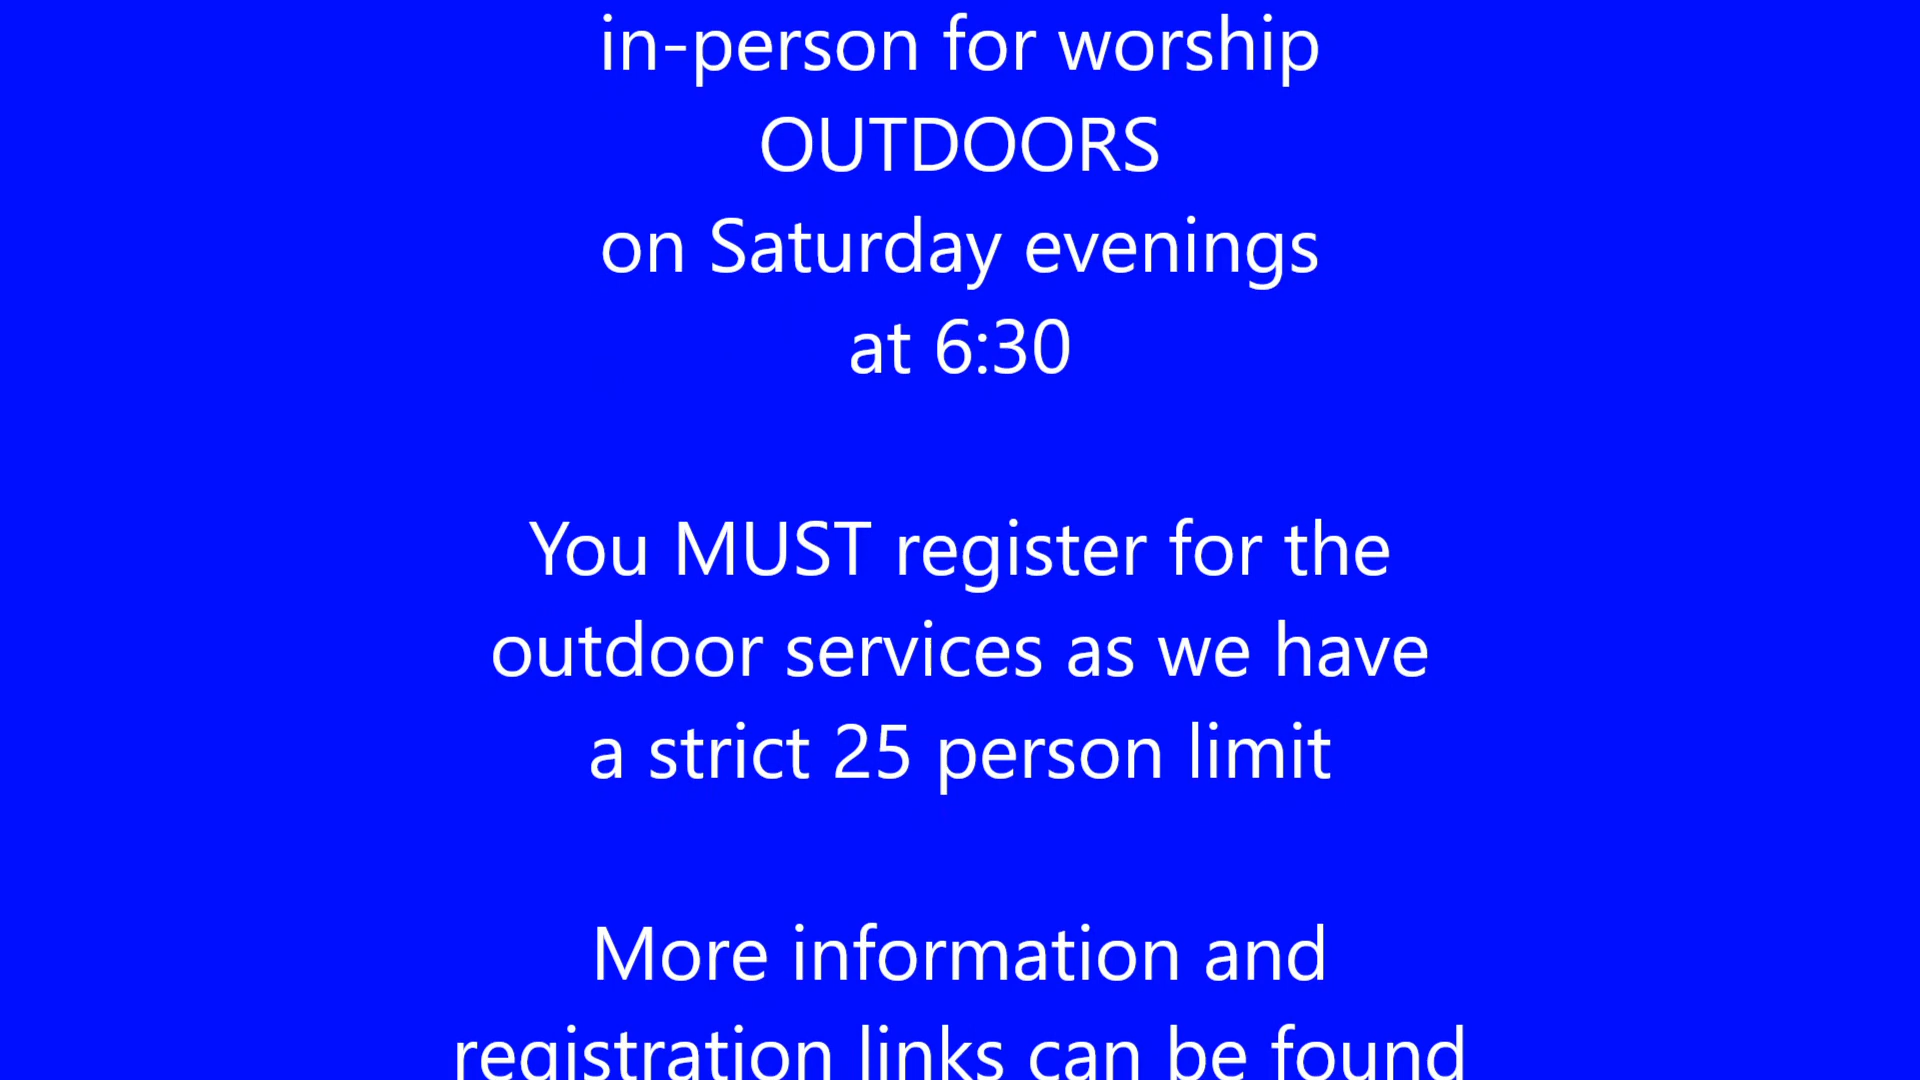 in-person for worship
OUTDOORS
on Saturday evenings
at 6:30
You MUST register for the
outdoor services as we have
a strict 25 person limit
More information and
registration links can be found